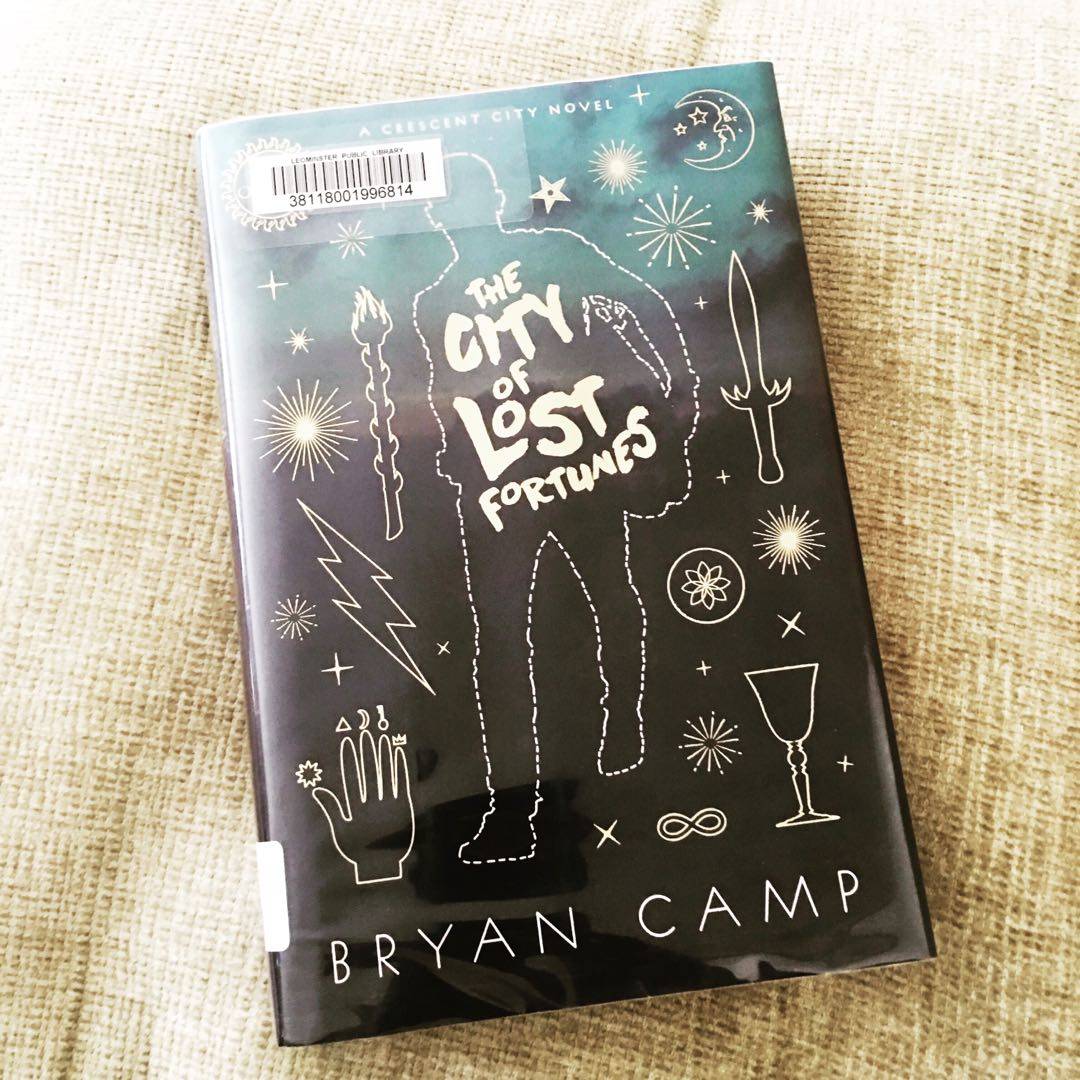 A CRESCENT CITY NOVEL
LEOMINSTER PUBLIC LIBRARY
38118001996814
THE
CITY
OF
LOST
FORTUNES
BRYAN CAMP